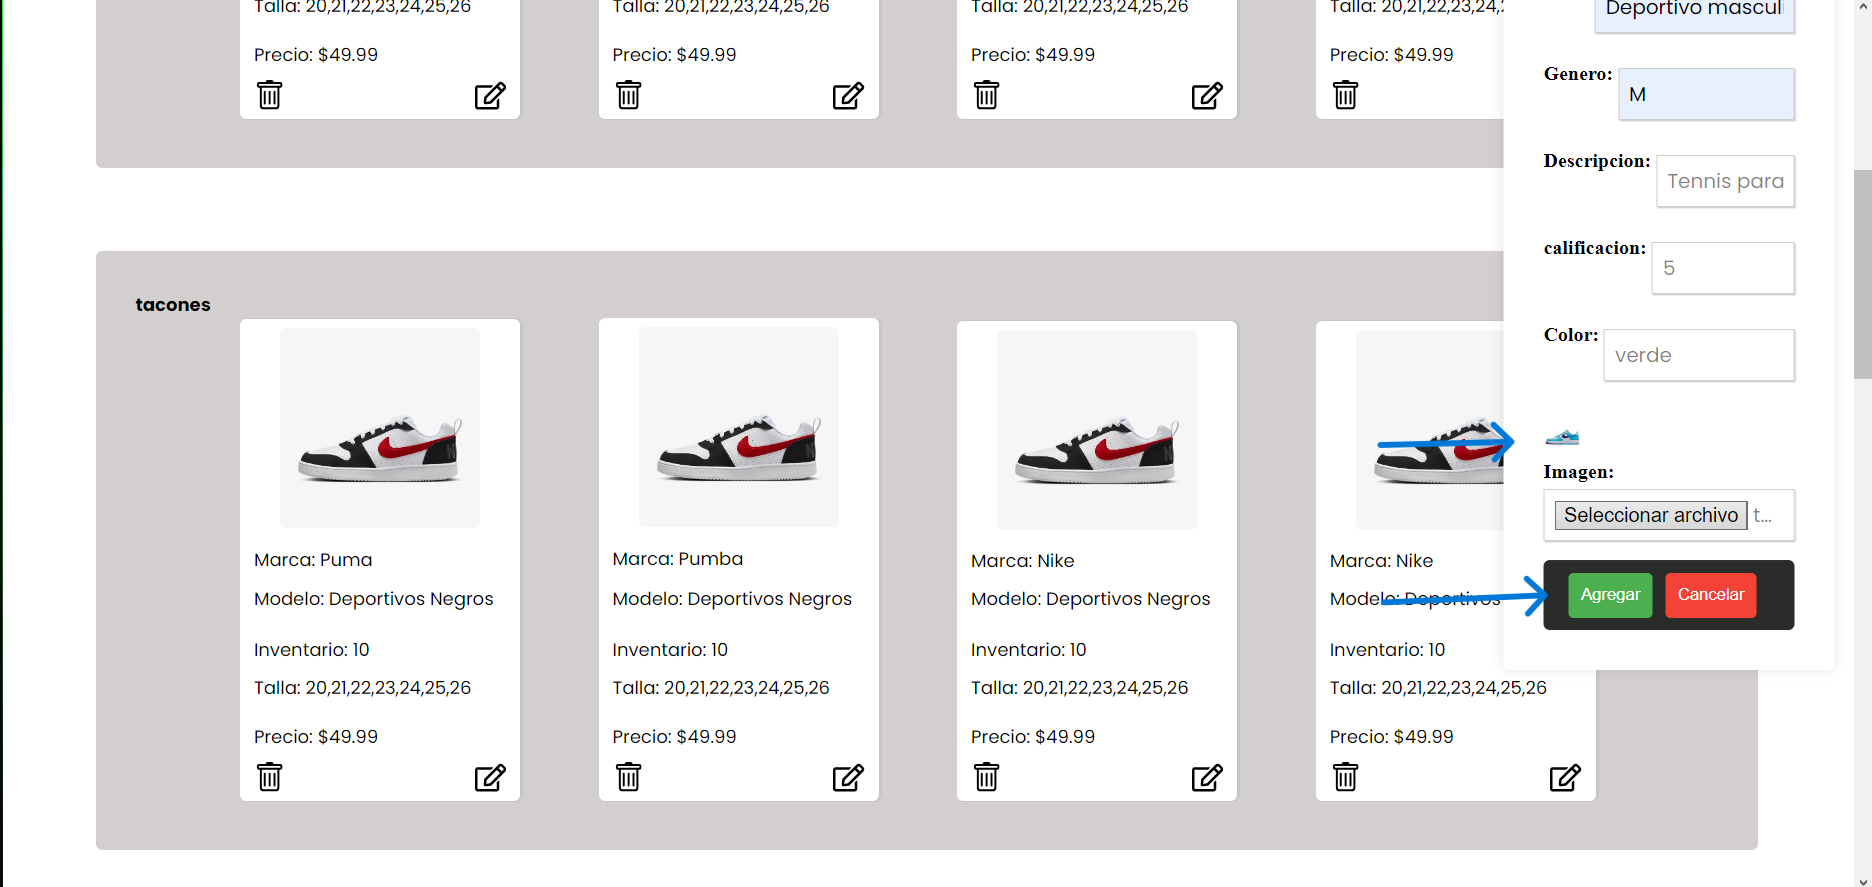 Talla: 20,21,22,23,24,25,26
Precio: $49.99
Talla: 20,21,22,23,24,25,26
Precio: $49.99
Talla: 20,21,22,23,24,25,26
Precio: $49.99
Talla: 20,21,22,23,24,2
Precio: $49.99
tacones
Marca: Puma
Modelo: Deportivos Negros
Inventario: 10
Talla: 20,21,22,23,24,25,26
Precio: $49.99
Marca: Pumba
Modelo: Deportivos Negros
Inventario: 10
Talla: 20,21,22,23,24,25,26
Precio: $49.99
Marca: Nike
Modelo: Deportivos Negros
Inventario: 10
Talla: 20,21,22,23,24,25,26
Precio: $49.99
Marca: Nike
Modelo: Deportivos
Inventario: 10
Talla: 20,21,22,23,24,25,26
Precio: $49.99
Deportivo masculi
Genero: M
Descripcion: Tennis para
calificacion: 5
Color: verde
Imagen:
Seleccionar archivo t...
Agregar Cancelar